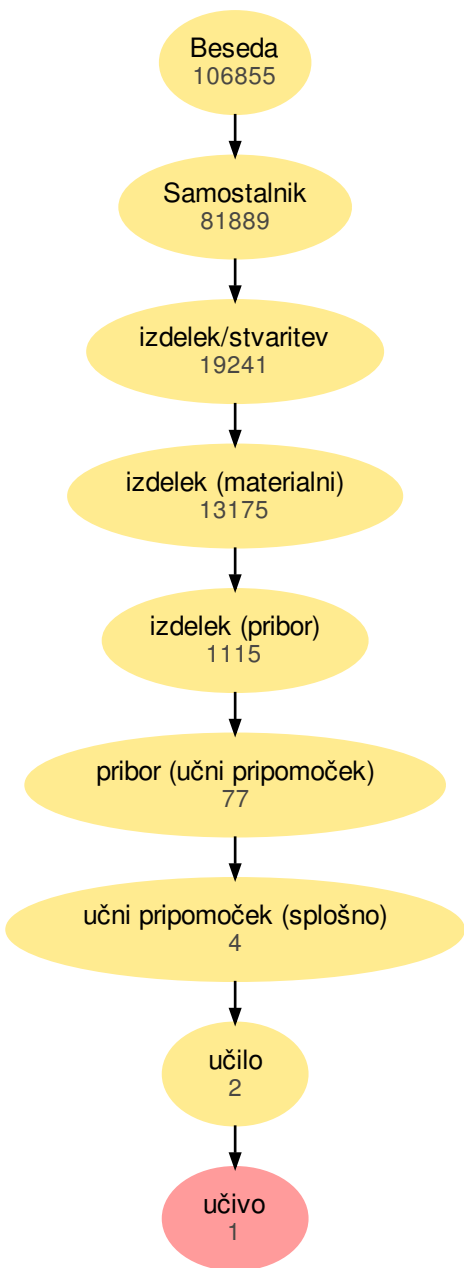 Beseda
106855
Samostalnik
81889
izdelek/stvaritev
19241
izdelek (materialni)
13175
izdelek (pribor)
1115
pribor (učni pripomoček)
77
učni pripomoček (splošno)
4
učilo
2
učivo
1